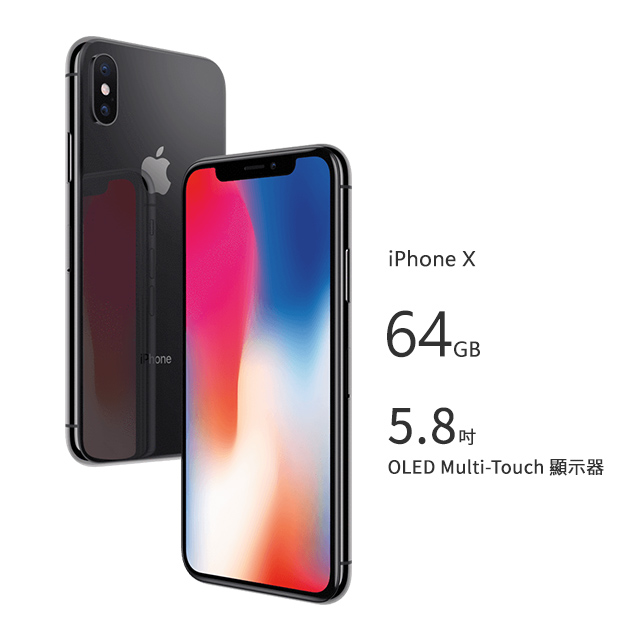 iPhone
iPhone X
64GB
5.8吋
OLED Multi-Touch 顯示器